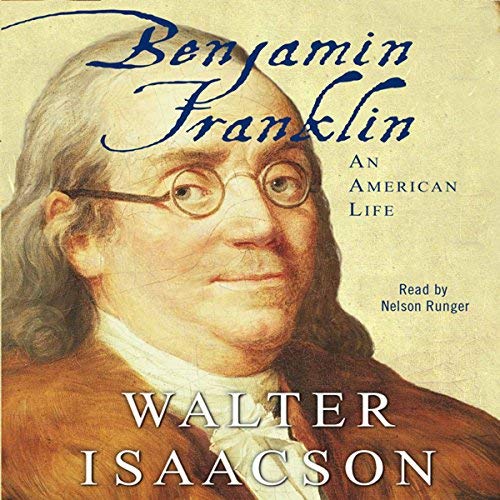 Benjamin
Franklin
AN
AMERICAN
LIFE
Read by
Nelson Runger
WALTER
ISAACSON